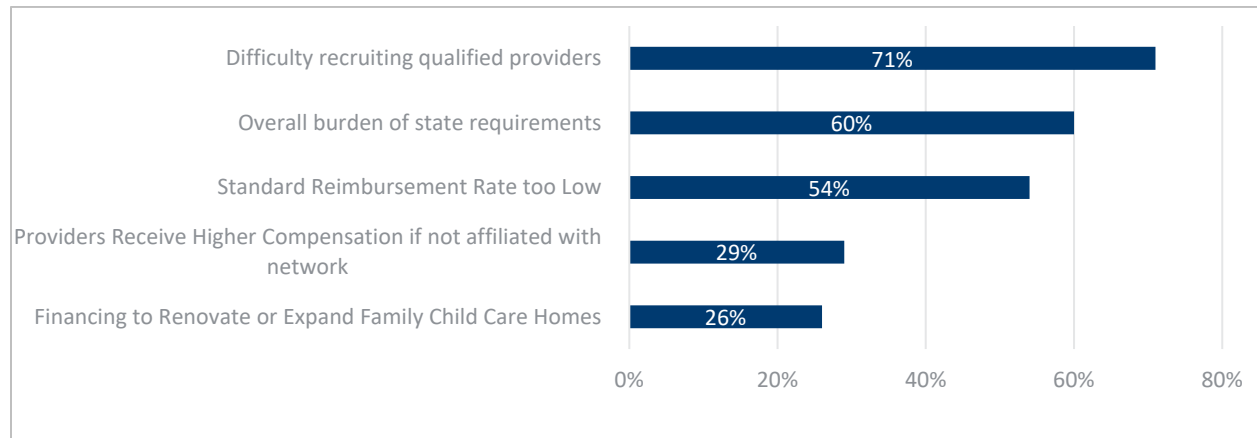 Difficulty recruiting qualified providers
71%
Overall burden of state requirements
60%
Standard Reimbursement Rate too Low
54%
Providers Receive Higher Compensation if not affiliated with
network
29%
Financing to Renovate or Expand Family Child Care Homes
26%
0%
20%
40%
60%
80%